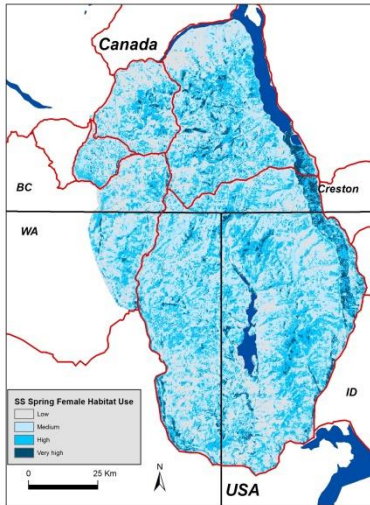 Canada
BC
Creston
WA
SS Spring Female Habitat Use
Low
Medium
High
Very high
ID
0 25 Km
N
USA